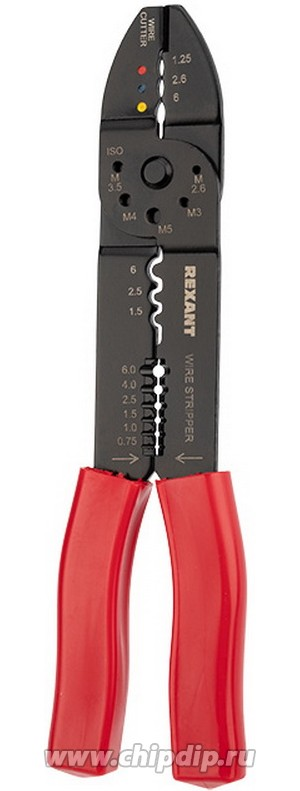 WIRE CUTTER
1.25
2.6
6
ISO
M 3.5
M 2.6
M4
M3
M5
6
2.5
1.5
REXANT
WIRE STRIPPER
6.0
4.0
2.5
1.5
1.0
0.75
www.chipdip.ru